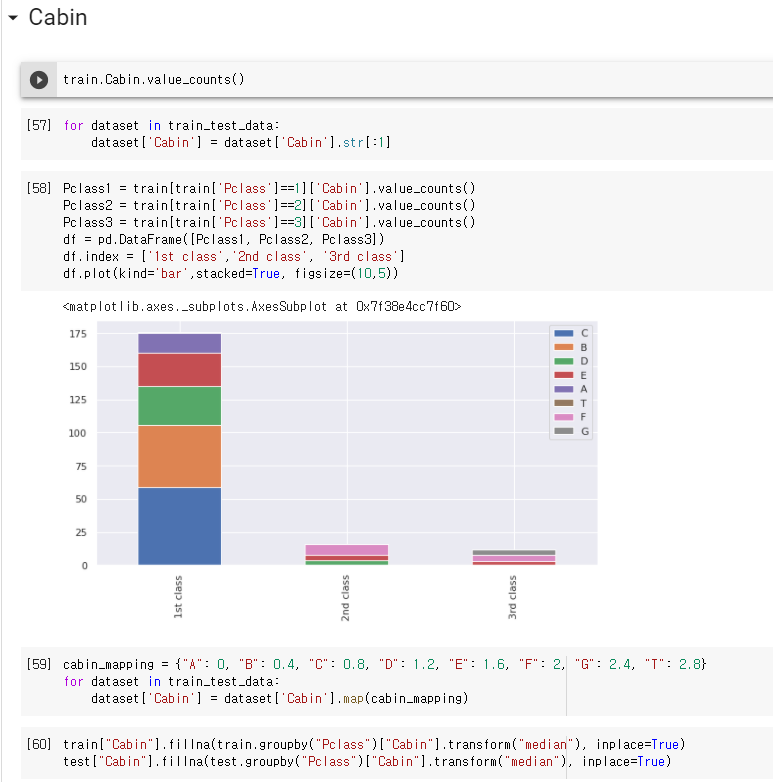 Cabin
train.Cabin.value_counts()
[57] for dataset in train_test_data:
dataset['Cabin'] = dataset['Cabin'].str[:1]
[58] Pclass1 = train[train['Pclass']==1]['Cabin'].value_counts()
Pclass2 = train[train['Pclass']==2]['Cabin'].value_counts()
Pclass3 = train[train['Pclass']==3]['Cabin'].value_counts()
df = pd.DataFrame([Pclass1, Pclass2, Pclass3])
df.index = ['1st class','2nd class', '3rd class']
df.plot(kind='bar',stacked=True, figsize=(10,5))
<matplotlib.axes._subplots.AxesSubplot at 0x7f38e4cc7f60>
175
150
125
100
75
50
25
0
C
B
D
E
A
T
F
G
1st class
2nd class
3rd class
[59] cabin_mapping = {"A": 0, "B": 0.4, "C": 0.8, "D": 1.2, "E": 1.6, "F": 2, "G": 2.4, "T": 2.8}
for dataset in train_test_data:
dataset['Cabin'] = dataset['Cabin'].map(cabin_mapping)
[60] train["Cabin"].fillna(train.groupby("Pclass")["Cabin"].transform("median"), inplace=True)
test["Cabin"].fillna(test.groupby("Pclass")["Cabin"].transform("median"), inplace=True)